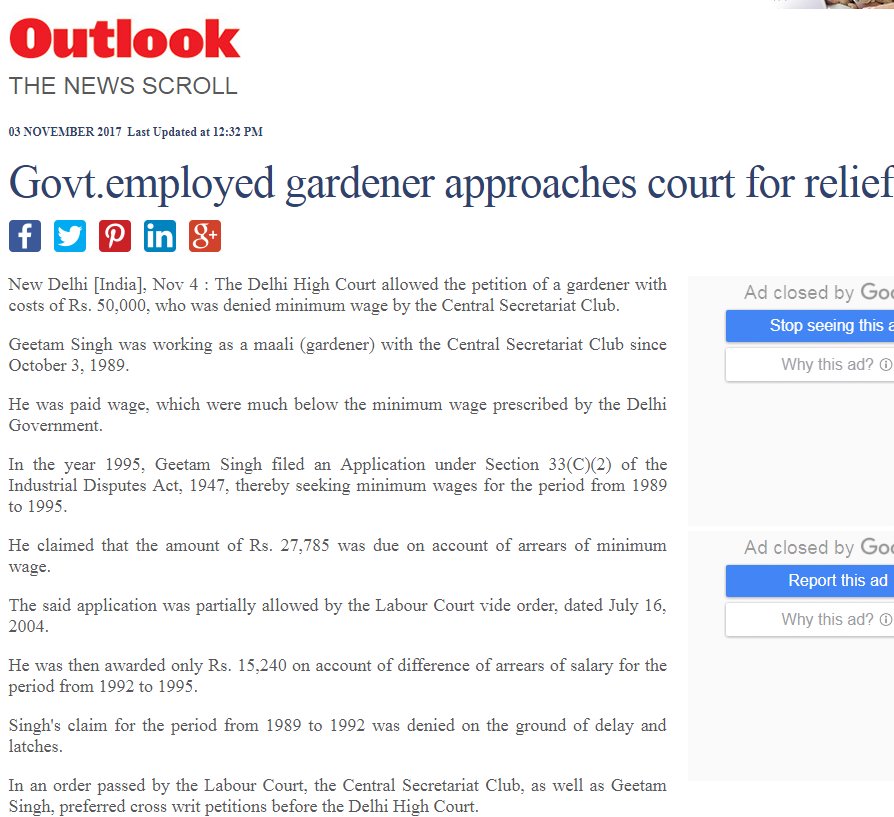 Outlook
THE NEWS SCROLL
03 NOVEMBER 2017 Last Updated at 12:32 PM
Govt.employed gardener approaches court for relief
New Delhi [India], Nov 4 : The Delhi High Court allowed the petition of a gardener with
costs of Rs. 50,000, who was denied minimum wage by the Central Secretariat Club.
Geetam Singh was working as a maali (gardener) with the Central Secretariat Club since
October 3, 1989.
He was paid wage, which were much below the minimum wage prescribed by the Delhi
Government.
In the year 1995, Geetam Singh filed an Application under Section 33(C)(2) of the
Industrial Disputes Act, 1947, thereby seeking minimum wages for the period from 1989
to 1995.
He claimed that the amount of Rs. 27,785 was due on account of arrears of minimum
wage.
The said application was partially allowed by the Labour Court vide order, dated July 16,
2004.
He was then awarded only Rs. 15,240 on account of difference of arrears of salary for the
period from 1992 to 1995.
Singh's claim for the period from 1989 to 1992 was denied on the ground of delay and
latches.
In an order passed by the Labour Court, the Central Secretariat Club, as well as Geetam
Singh, preferred cross writ petitions before the Delhi High Court.
Ad closed by Goo
Stop seeing this a
Why this ad?
Ad closed by Goo
Report this ad
Why this ad?